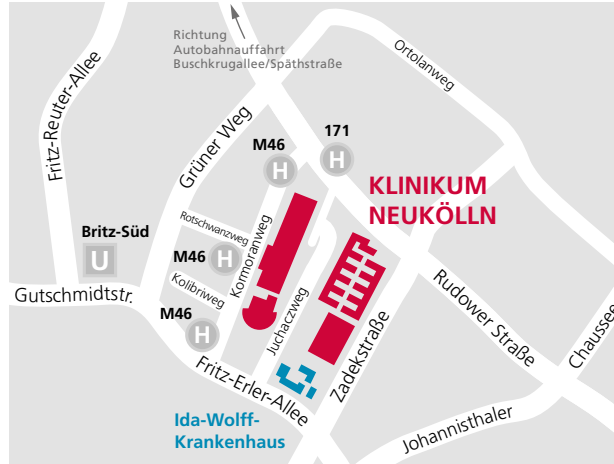 Richtung
Autobahnauffahrt
Buschkrugallee/Späthstraße
Ortolanweg
Fritz-Reuter-Allee
Grüner Weg
M46
H
171
H
KLINIKUM
NEUKÖLLN
Britz-Süd
U
Rotschwanzweg
M46
H
Kormoranweg
Kolibriweg
Gutschmidtstr.
M46
H
Juchaczweg
Rudower Straße
Zadekstraße
Chaussee
Fritz-Erler-Allee
Ida-Wolff-
Krankenhaus
Johannisthaler